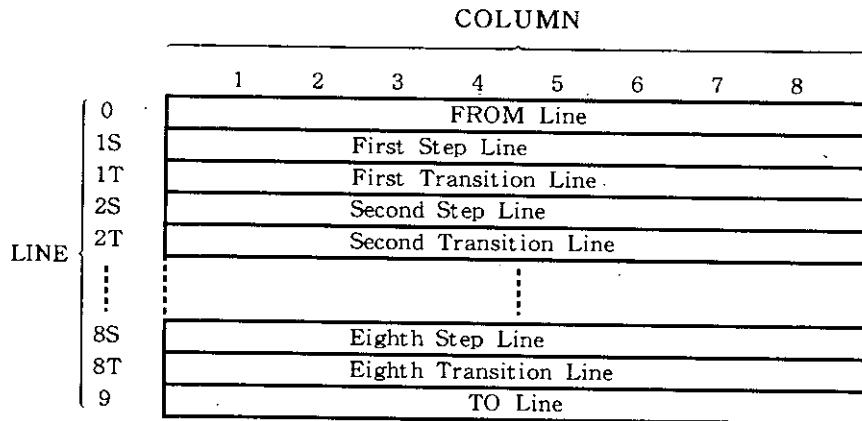 COLUMN
1 2 3 4 5 6 7 8
0 FROM Line
1S First Step Line
1T First Transition Line
2S Second Step Line
2T Second Transition Line
LINE
8S Eighth Step Line
8T Eighth Transition Line
9 TO Line